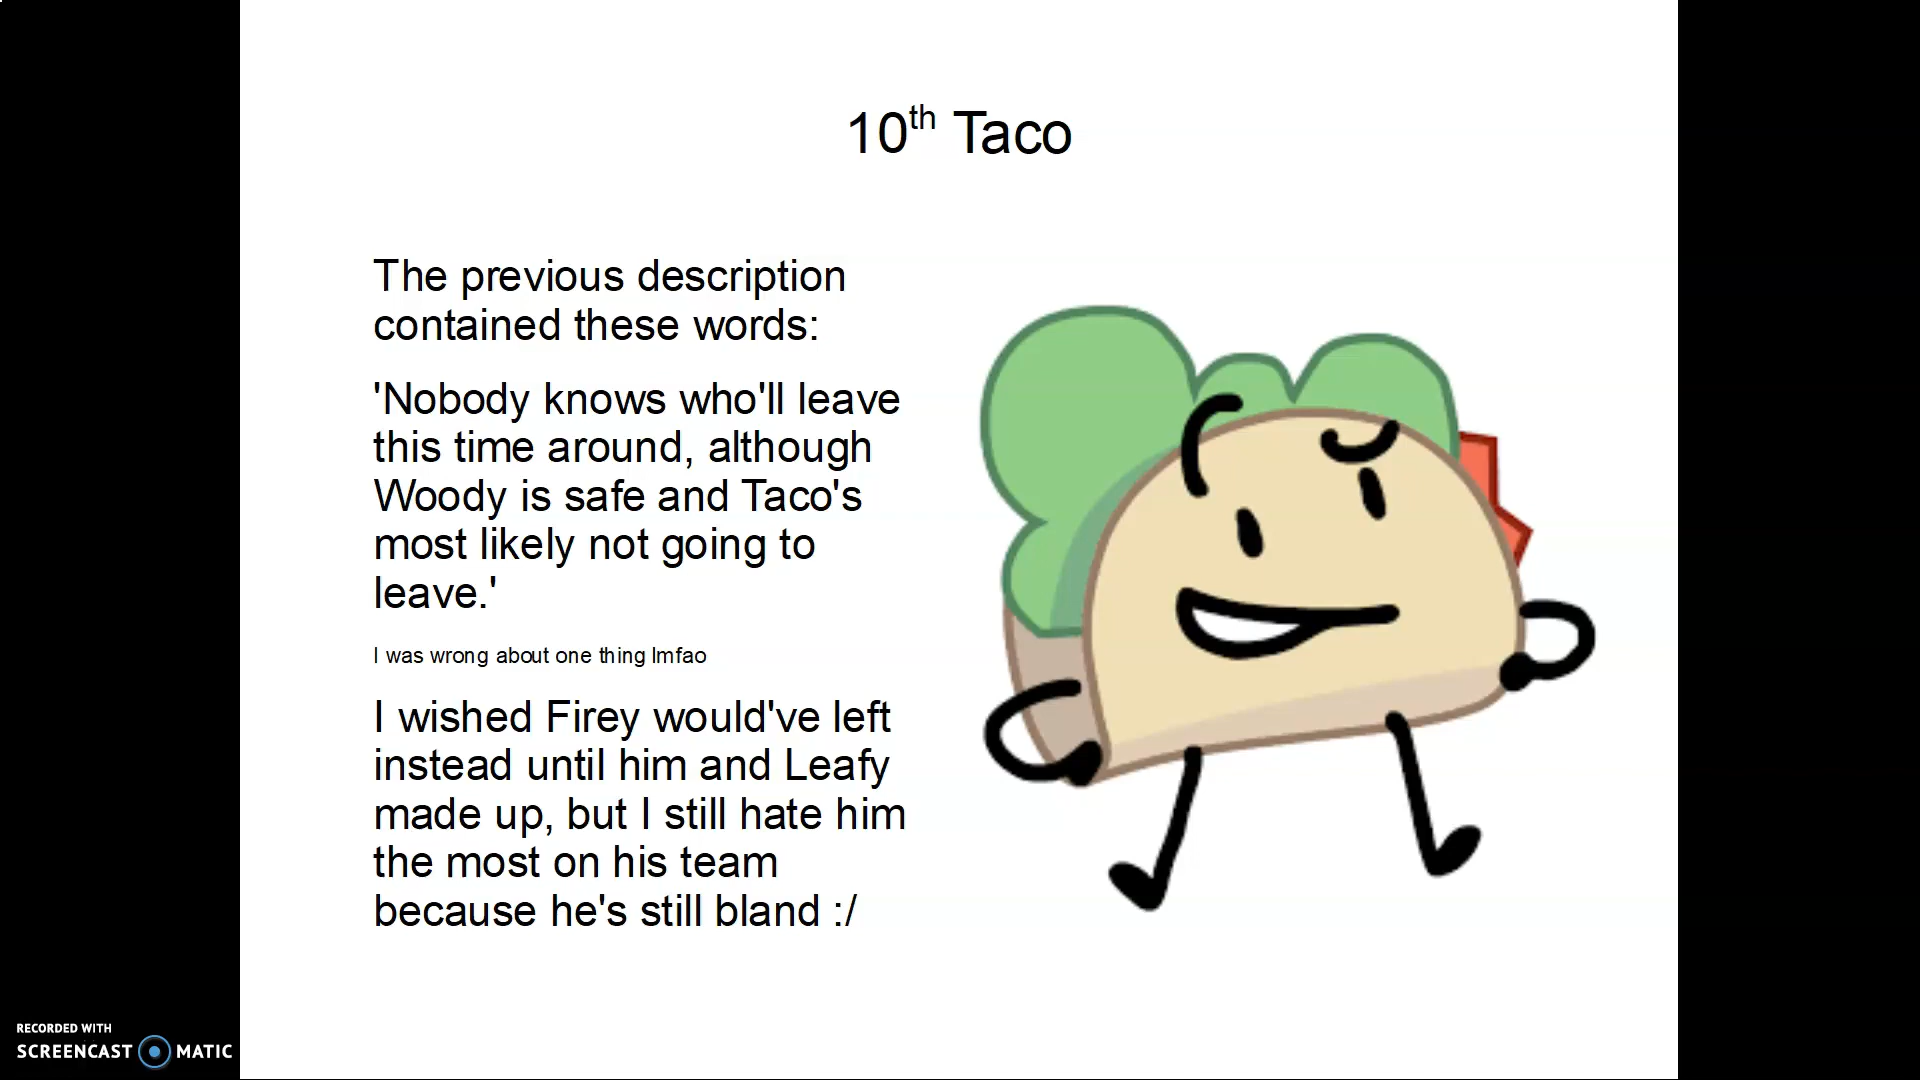 10th Taco
The previous description
contained these words:
'Nobody knows who'll leave
this time around, although
Woody is safe and Taco's
most likely not going to
leave.'
I was wrong about one thing lmfao
I wished Firey would've left
instead until him and Leafy
made up, but I still hate him
the most on his team
because he's still bland :/
RECORDED WITH
SCREENCAST MATIC